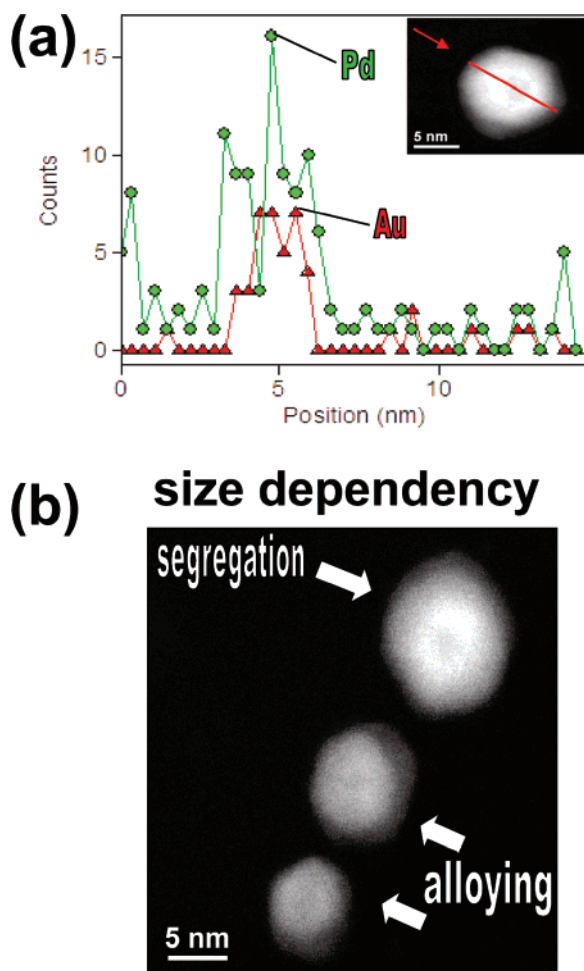 (a)
15
10
5
0
Counts
Pd
Au
5 nm
0
5
10
Position (nm)
(b)
size dependency
segregation
alloying
5 nm